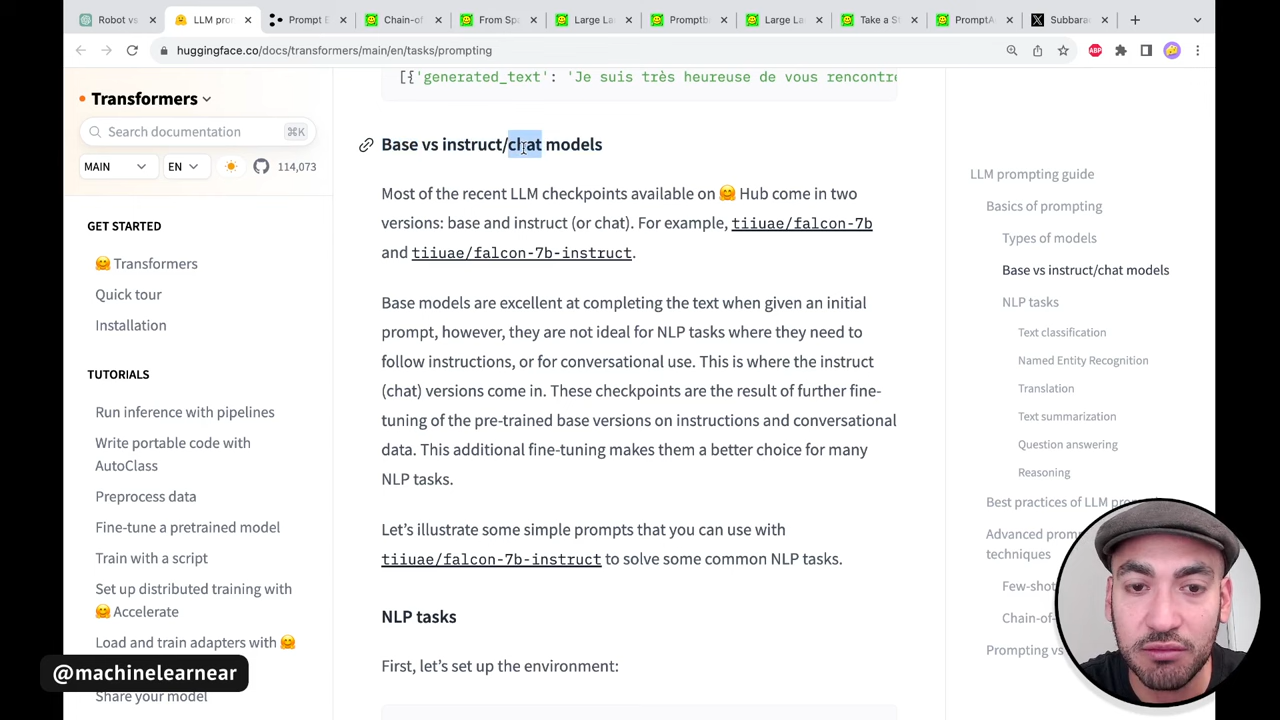 Robot vs
LLM pro
Prompt E
Chain-of
From Sp
Large La
Promptb
Large La
Take a S
PromptA
Subbara
huggingface.co/docs/transformers/main/en/tasks/prompting
ABP
Transformers
Search documentation
⌘K
MAIN
EN
114,073
GET STARTED
🤗 Transformers
Quick tour
Installation
TUTORIALS
Run inference with pipelines
Write portable code with
AutoClass
Preprocess data
Fine-tune a pretrained model
Train with a script
Set up distributed training with
🤗 Accelerate
Load and train adapters with 🤗
@machinelearnear
Share your model
[{'generated_text': 'Je suis très heureuse de vous rencontre
Base vs instruct/chat models
Most of the recent LLM checkpoints available on 🤗 Hub come in two
versions: base and instruct (or chat). For example, tiiuae/falcon-7b
and tiiuae/falcon-7b-instruct.
Base models are excellent at completing the text when given an initial
prompt, however, they are not ideal for NLP tasks where they need to
follow instructions, or for conversational use. This is where the instruct
(chat) versions come in. These checkpoints are the result of further fine-
tuning of the pre-trained base versions on instructions and conversational
data. This additional fine-tuning makes them a better choice for many
NLP tasks.
Let's illustrate some simple prompts that you can use with
tiiuae/falcon-7b-instruct to solve some common NLP tasks.
NLP tasks
First, let's set up the environment:
LLM prompting guide
Basics of prompting
Types of models
Base vs instruct/chat models
NLP tasks
Text classification
Named Entity Recognition
Translation
Text summarization
Question answering
Reasoning
Best practices of LLM pro
Advanced promp
techniques
Few-shot
Chain-of-
Prompting vs